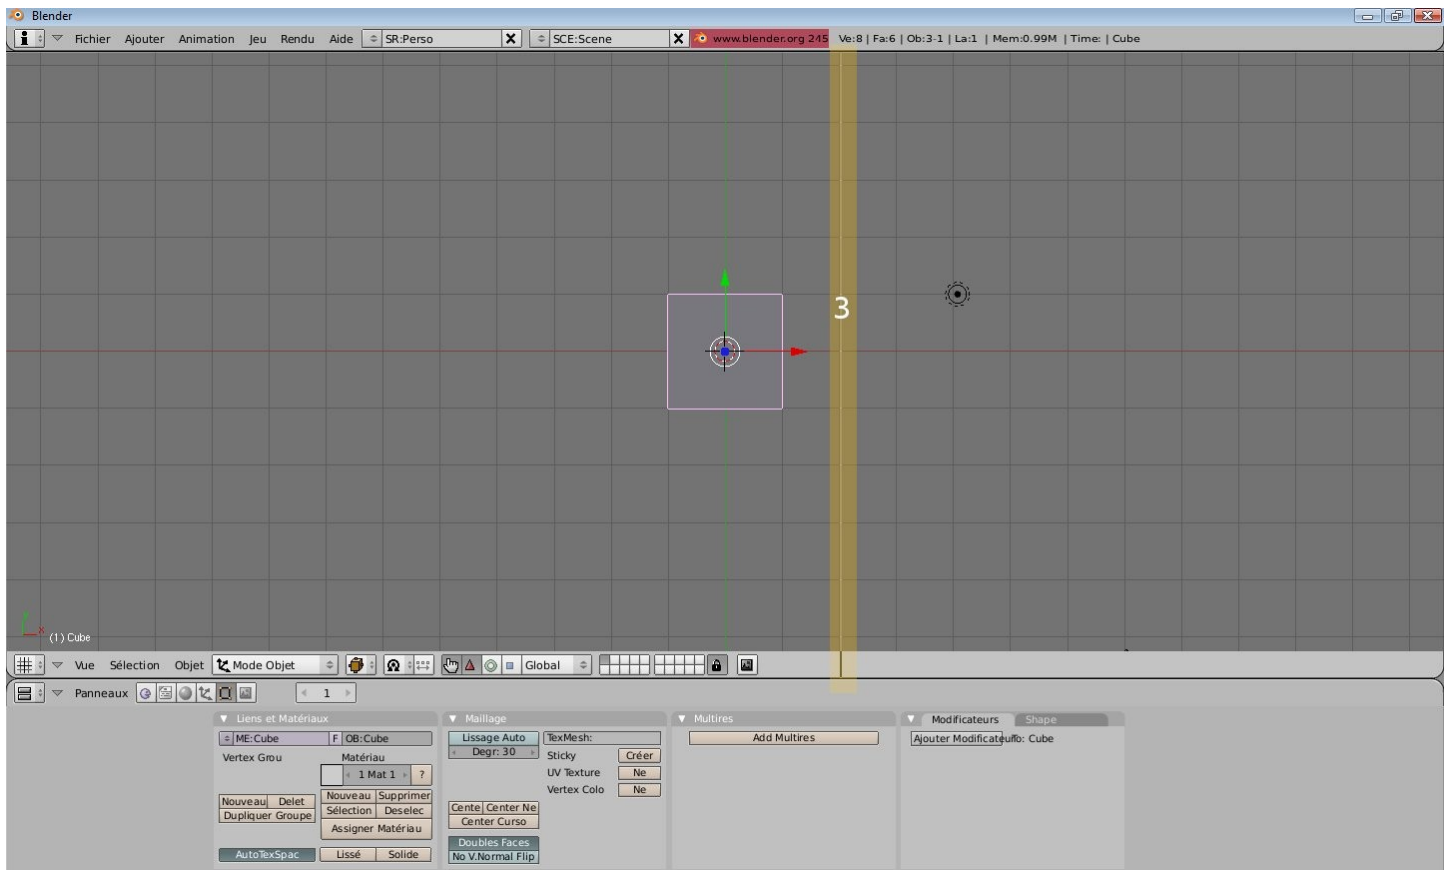 Blender
Fichier Ajouter Animation Jeu Rendu Aide SR:Perso X SCE:Scene X www.blender.org 245 Ve:8 | Fa:6 | Ob:3-1 | La:1 | Mem:0.99M | Time: | Cube
3
x
(1) Cube
Vue Sélection Objet Mode Objet Global
Panneaux 1
Liens et Matériaux Maillage Multires Modificateurs Shape
ME:Cube F OB:Cube Lissage Auto TexMesh: Add Multires Ajouter Modificateu To: Cube
Degr: 30
Vertex Grou Matériau Sticky Créer
1 Mat 1 ? UV Texture Ne
Vertex Colo Ne
Nouveau Supprimer
Nouveau Delet Sélection Deselec Cente Center Ne
Dupliquer Groupe Center Curso
Assigner Matériau
Doubles Faces
AutoTexSpac Lissé Solide No V.Normal Flip